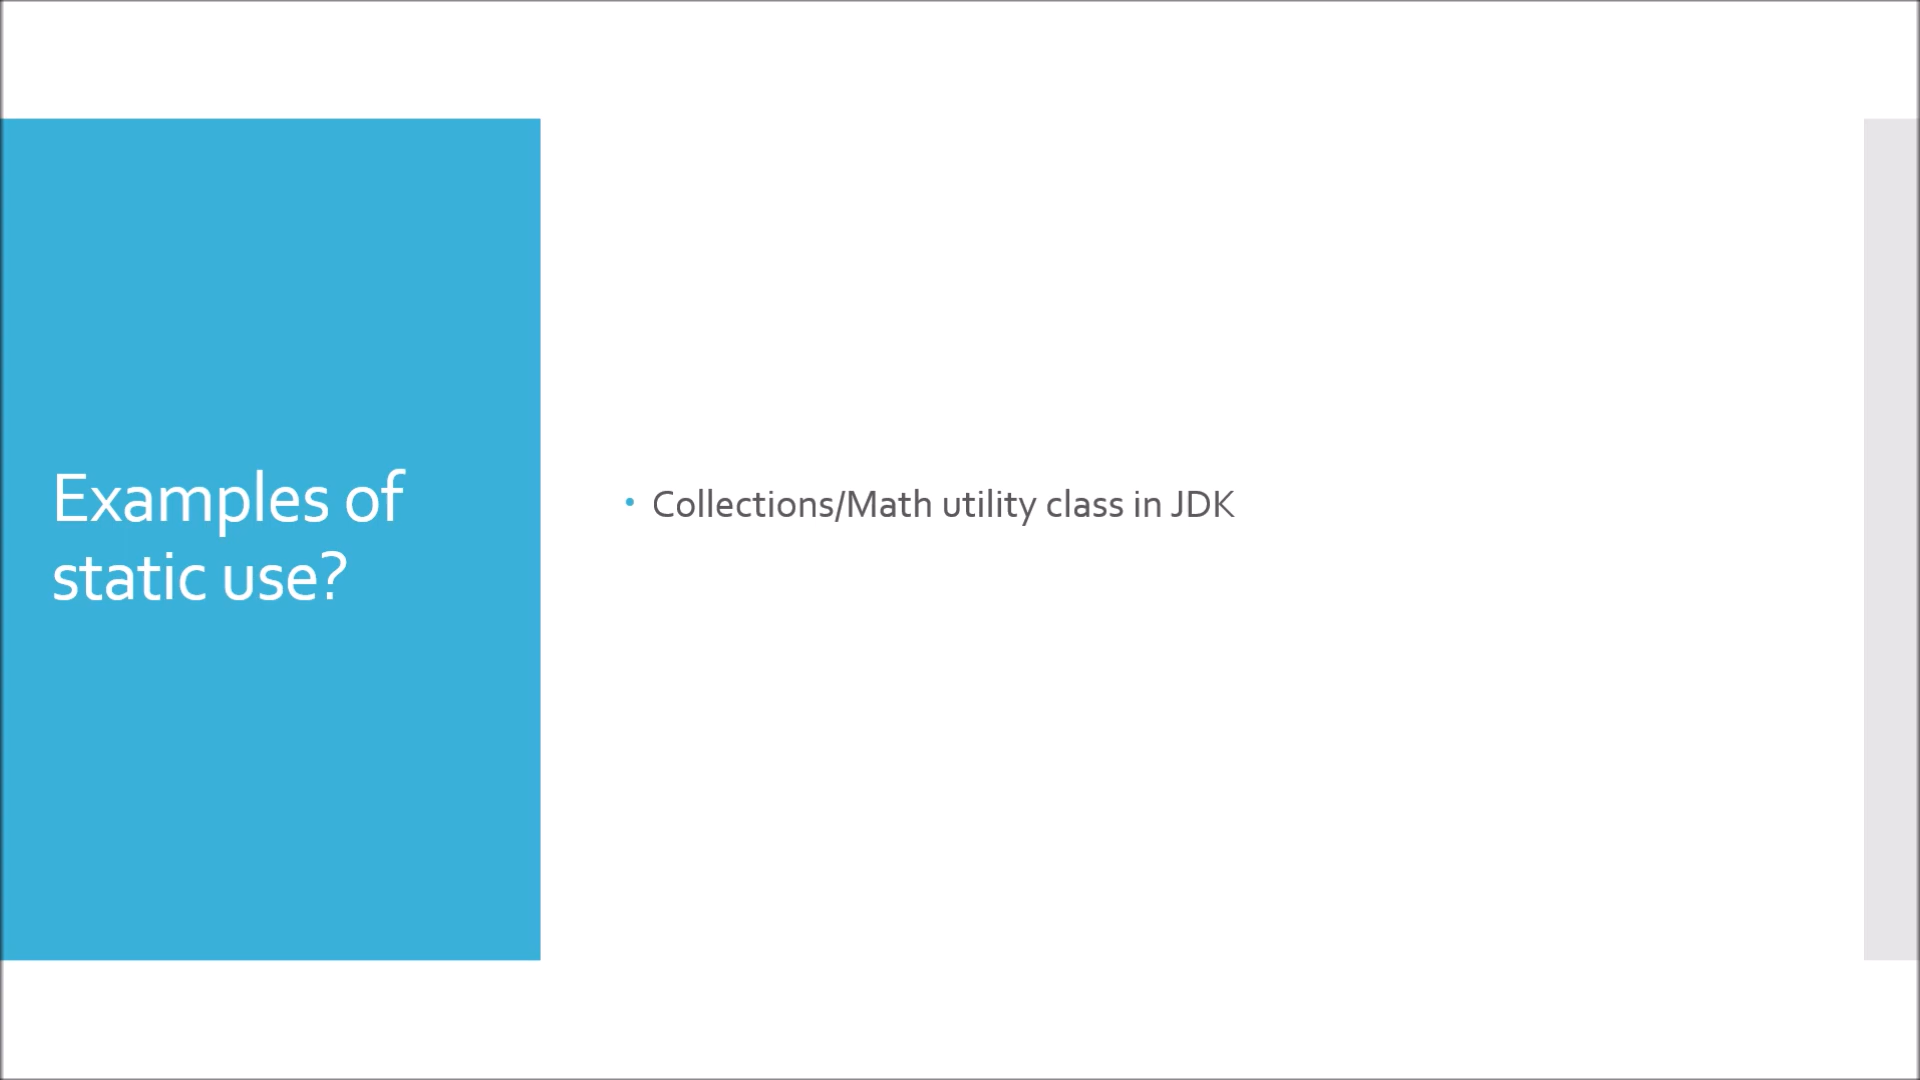 Examples of
static use?
• Collections/Math utility class in JDK